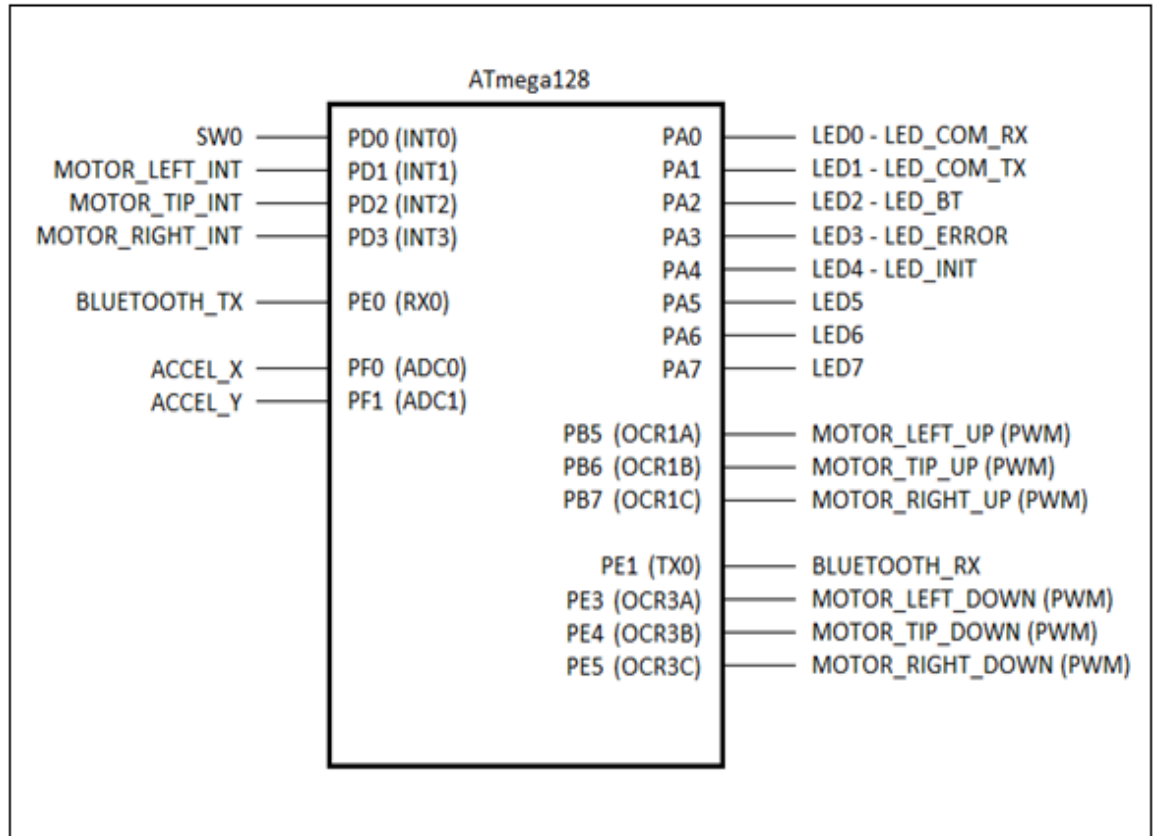 ATmega128
SW0 PD0 (INT0) PA0 LED0 - LED_COM_RX
MOTOR_LEFT_INT PD1 (INT1) PA1 LED1 - LED_COM_TX
MOTOR_TIP_INT PD2 (INT2) PA2 LED2 - LED_BT
MOTOR_RIGHT_INT PD3 (INT3) PA3 LED3 - LED_ERROR
PA4 LED4 - LED_INIT
BLUETOOTH_TX PE0 (RX0) PA5 LED5
PA6 LED6
ACCEL_X PF0 (ADC0) PA7 LED7
ACCEL_Y PF1 (ADC1)
PB5 (OCR1A) MOTOR_LEFT_UP (PWM)
PB6 (OCR1B) MOTOR_TIP_UP (PWM)
PB7 (OCR1C) MOTOR_RIGHT_UP (PWM)
PE1 (TX0) BLUETOOTH_RX
PE3 (OCR3A) MOTOR_LEFT_DOWN (PWM)
PE4 (OCR3B) MOTOR_TIP_DOWN (PWM)
PE5 (OCR3C) MOTOR_RIGHT_DOWN (PWM)